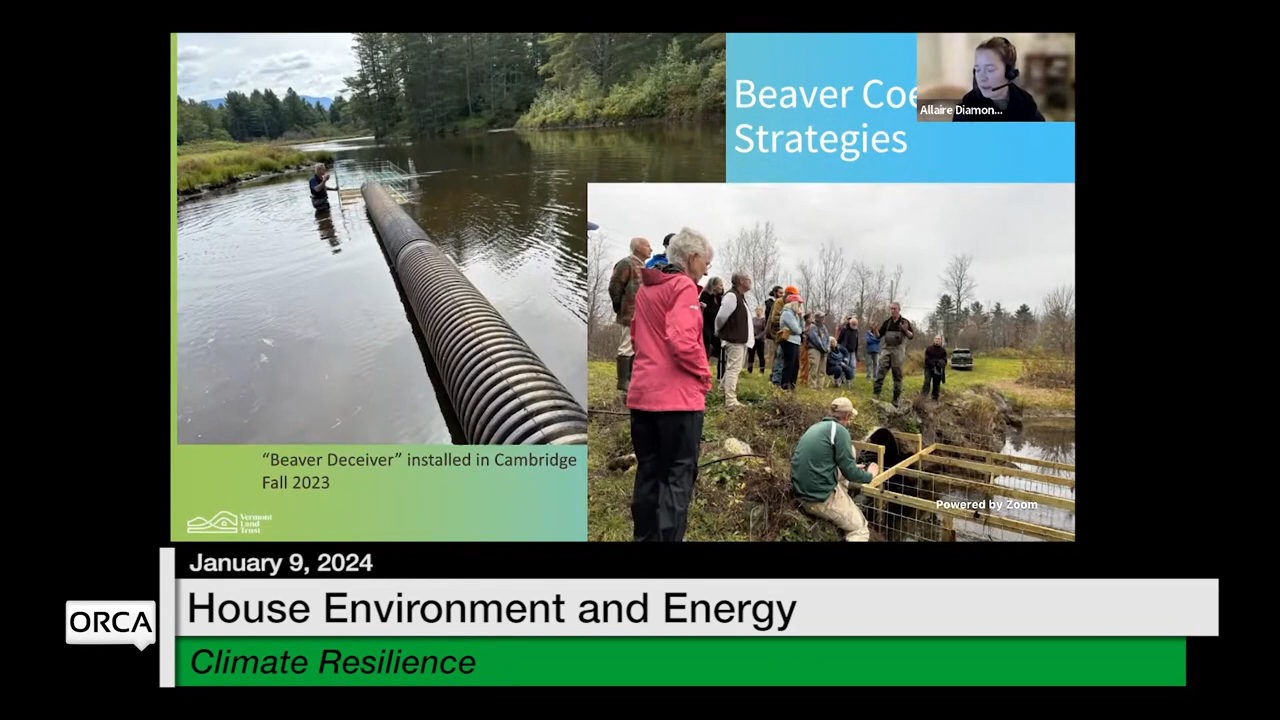 Beaver Coe
Strategies
Allaire Diamon...
“Beaver Deceiver” installed in Cambridge
Fall 2023
Vermont
Land
Trust
Powered by Zoom
January 9, 2024
House Environment and Energy
ORCA
Climate Resilience